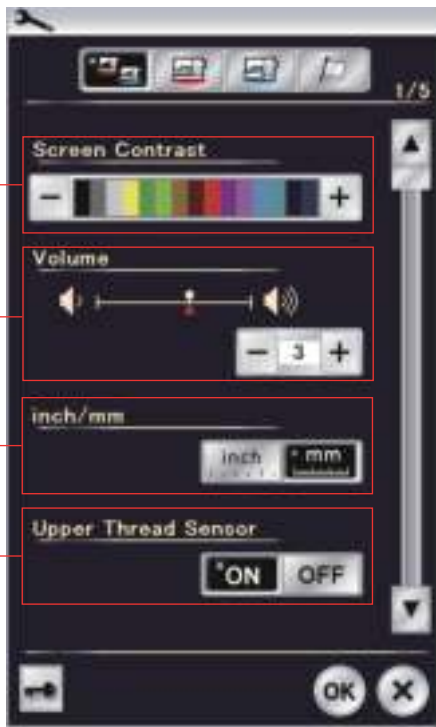 1/5
Screen Contrast
- +
Volume
- 3 +
inch/mm
inch mm
Upper Thread Sensor
ON OFF
OK X